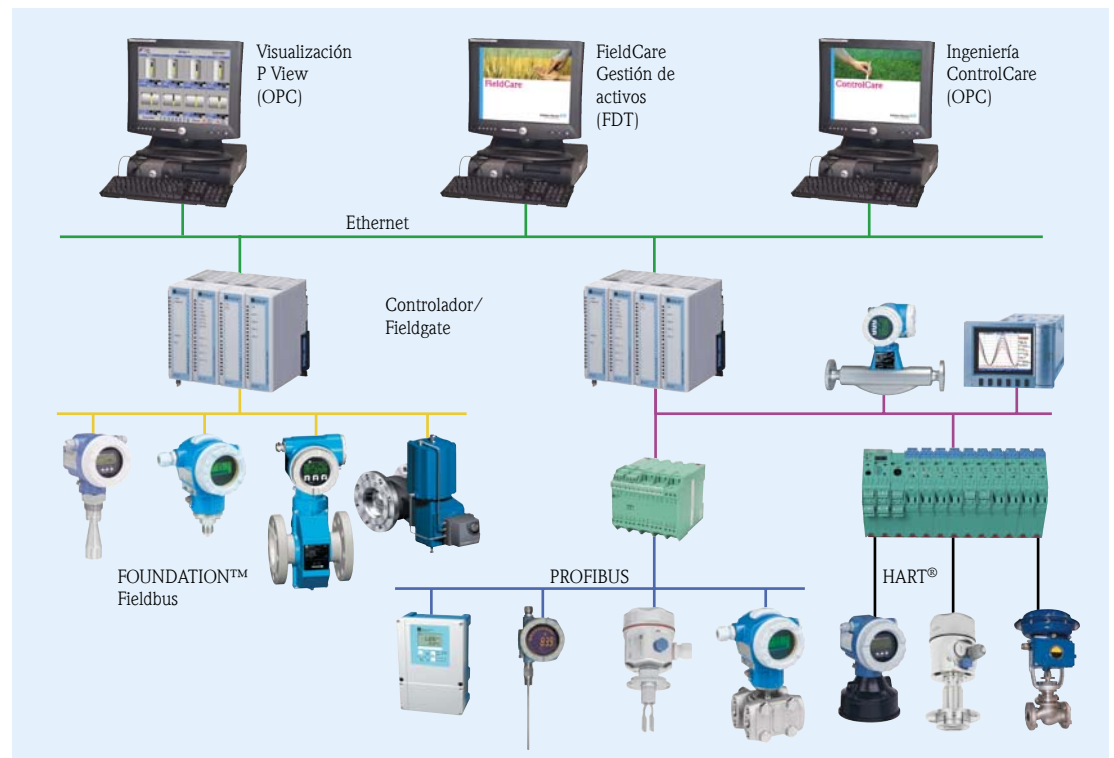 Visualización
P View
(OPC)
FieldCare
FieldCare
Gestión de
activos
(FDT)
ControlCare
Ingeniería
ControlCare
(OPC)
Ethernet
Controlador/
Fieldgate
FOUNDATION™
Fieldbus
PROFIBUS
HART®